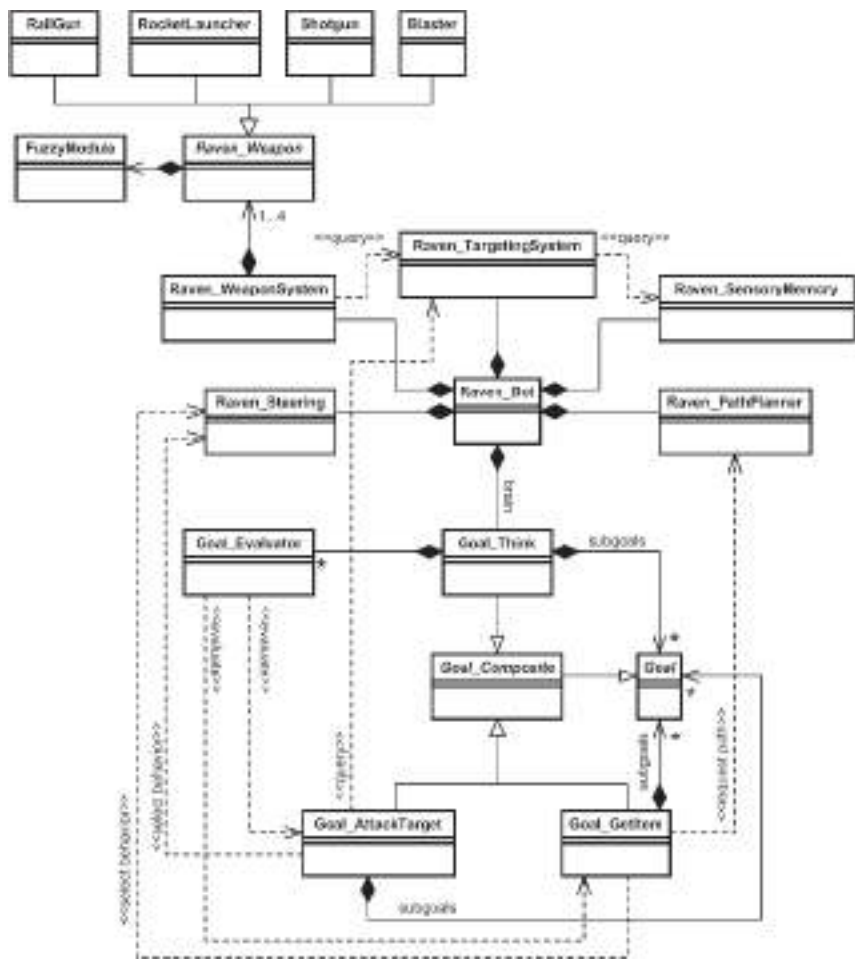 RailGun
RocketLauncher
Shotgun
Blaster
FuzzyModule
Raven_Weapon
1...4
<<query>>
Raven_TargetingSystem
<<query>>
Raven_WeaponSystem
Raven_SensoryMemory
Raven_Steering
Raven_Bot
Raven_PathPlanner
brain
Goal_Evaluator
*
Goal_Think
subgoals
*
<<evaluate>>
<<evaluate>>
Goal_Composite
Goal
*
*
<<select behavior>>
<<select behavior>>
<<query>>
subgoals
<<request path>>
Goal_AttackTarget
Goal_GetItem
subgoals